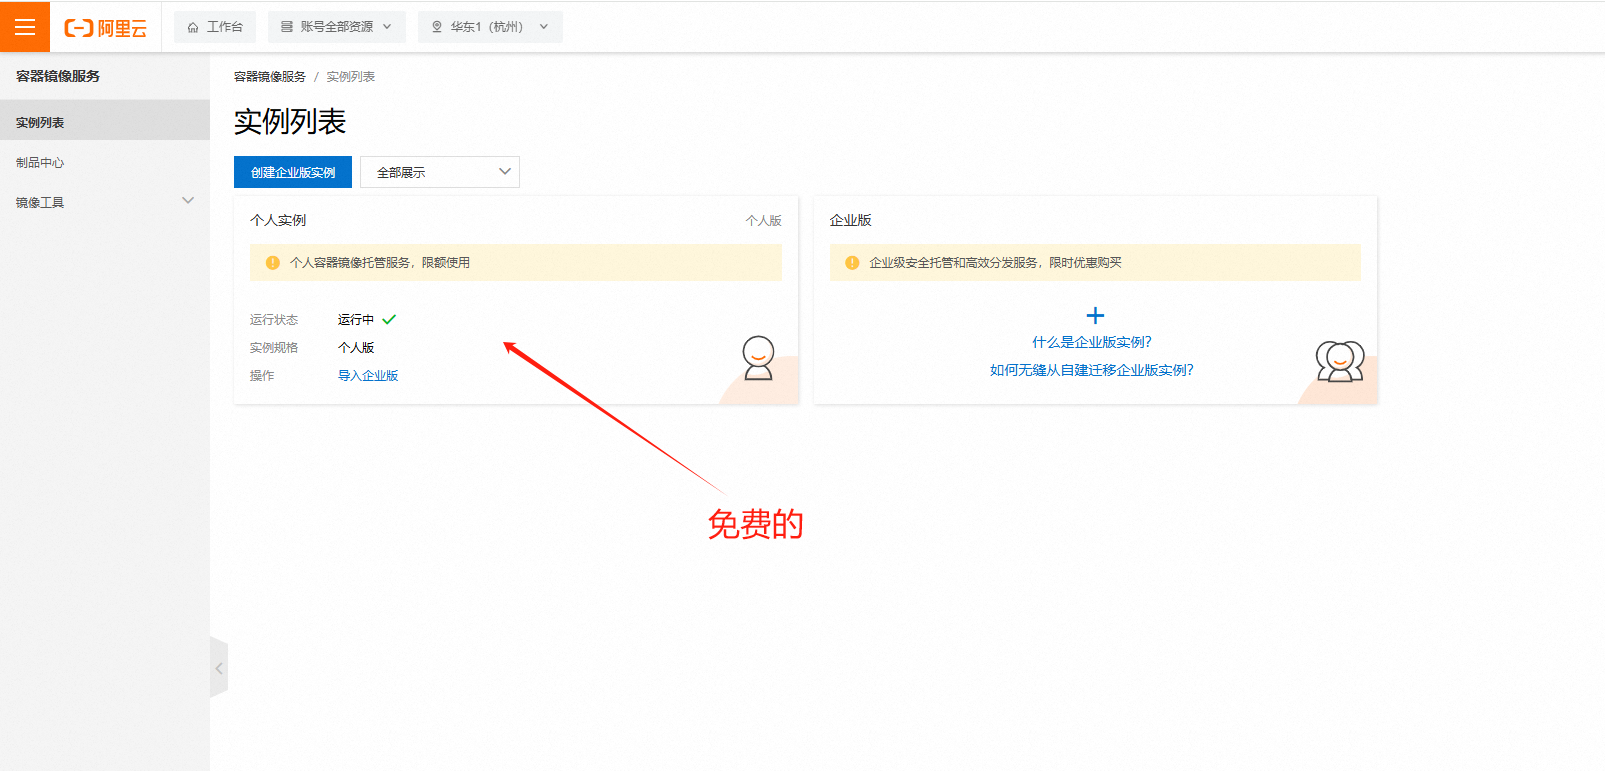 阿里云
工作台
账号全部资源
华东1（杭州）
容器镜像服务
实例列表
制品中心
镜像工具
容器镜像服务 / 实例列表
实例列表
创建企业版实例
全部展示
个人实例
个人版
个人容器镜像托管服务，限额使用
运行状态 运行中
实例规格 个人版
操作 导入企业版
企业版
企业级安全托管和高效分发服务，限时优惠购买
什么是企业版实例?
如何无缝从自建迁移企业版实例?
免费的